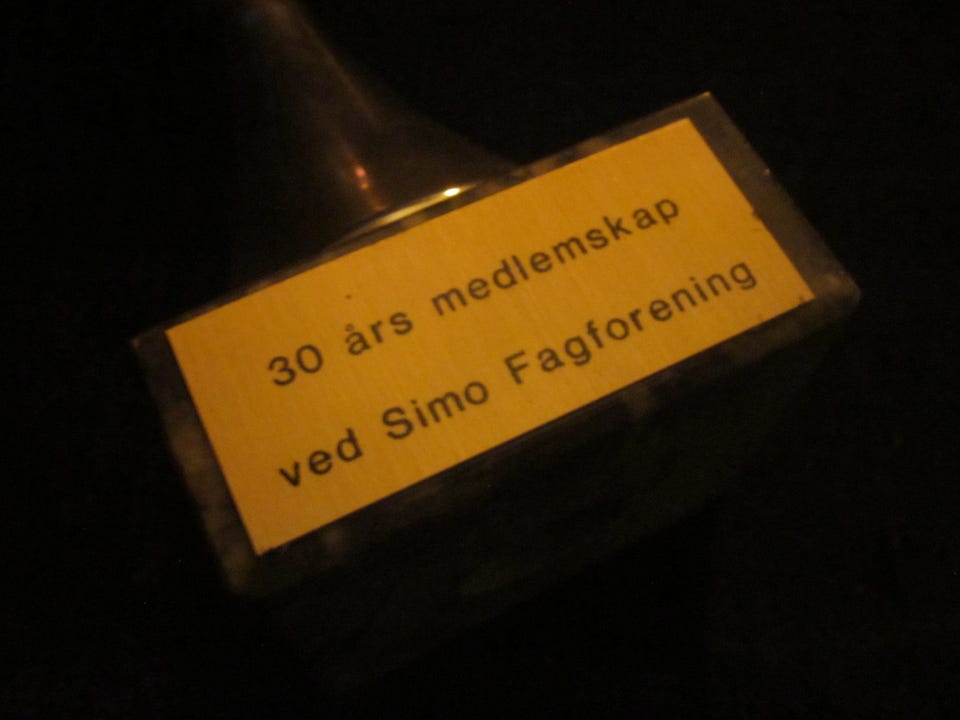 30 års medlemskap
ved Simo Fagforening